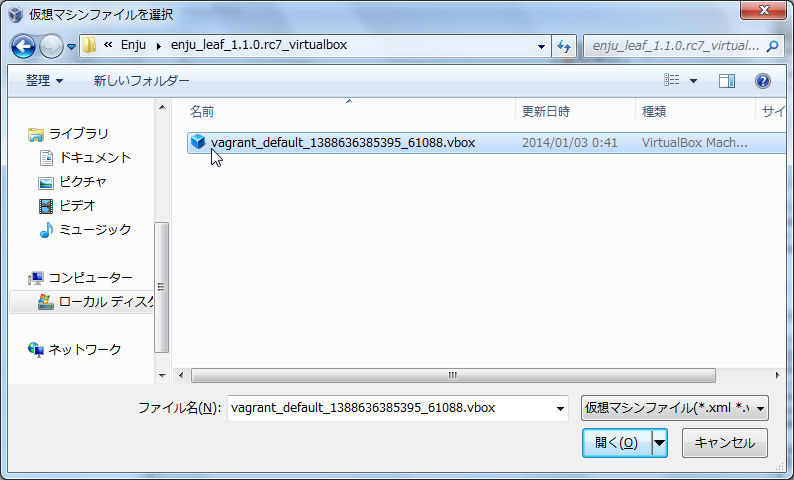 仮想マシンファイルを選択
« Enju ▸ enju_leaf_1.1.0.rc7_virtualbox
enju_leaf_1.1.0.rc7_virtual...
整理 新しいフォルダー
名前 更新日時 種類 サイ
vagrant_default_1388636385395_61088.vbox 2014/01/03 0:41 VirtualBox Mach...
ライブラリ
ドキュメント
ピクチャ
ビデオ
ミュージック
コンピューター
ローカル ディスク
ネットワーク
ファイル名(N): vagrant_default_1388636385395_61088.vbox 仮想マシンファイル(*.xml *.v
開く(O) キャンセル